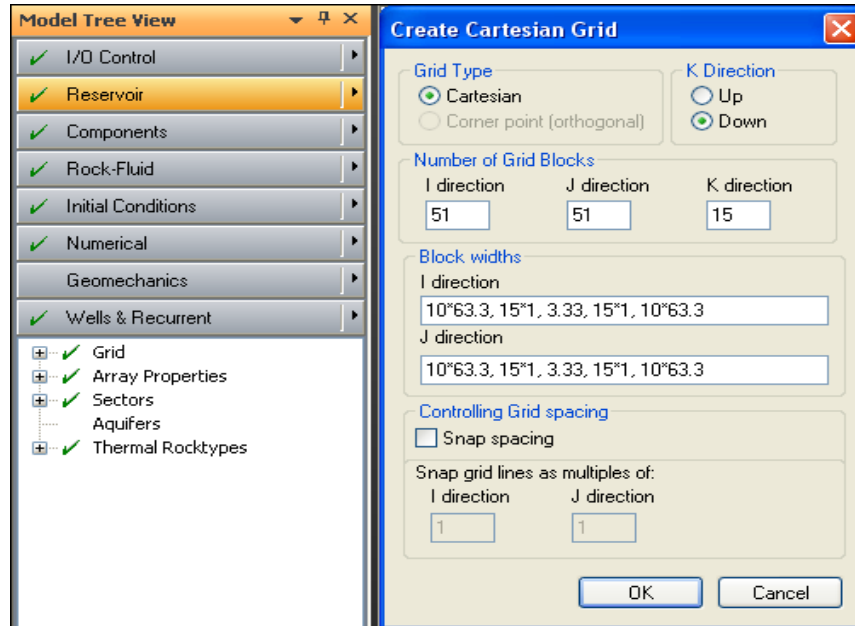 Model Tree View
I/O Control
Reservoir
Components
Rock-Fluid
Initial Conditions
Numerical
Geomechanics
Wells & Recurrent
Grid
Array Properties
Sectors
Aquifers
Thermal Rocktypes
Create Cartesian Grid
Grid Type
Cartesian
Corner point (orthogonal)
K Direction
Up
Down
Number of Grid Blocks
I direction J direction K direction
51 51 15
Block widths
I direction
10*63.3, 15*1, 3.33, 15*1, 10*63.3
J direction
10*63.3, 15*1, 3.33, 15*1, 10*63.3
Controlling Grid spacing
Snap spacing
Snap grid lines as multiples of:
I direction J direction
1 1
OK Cancel